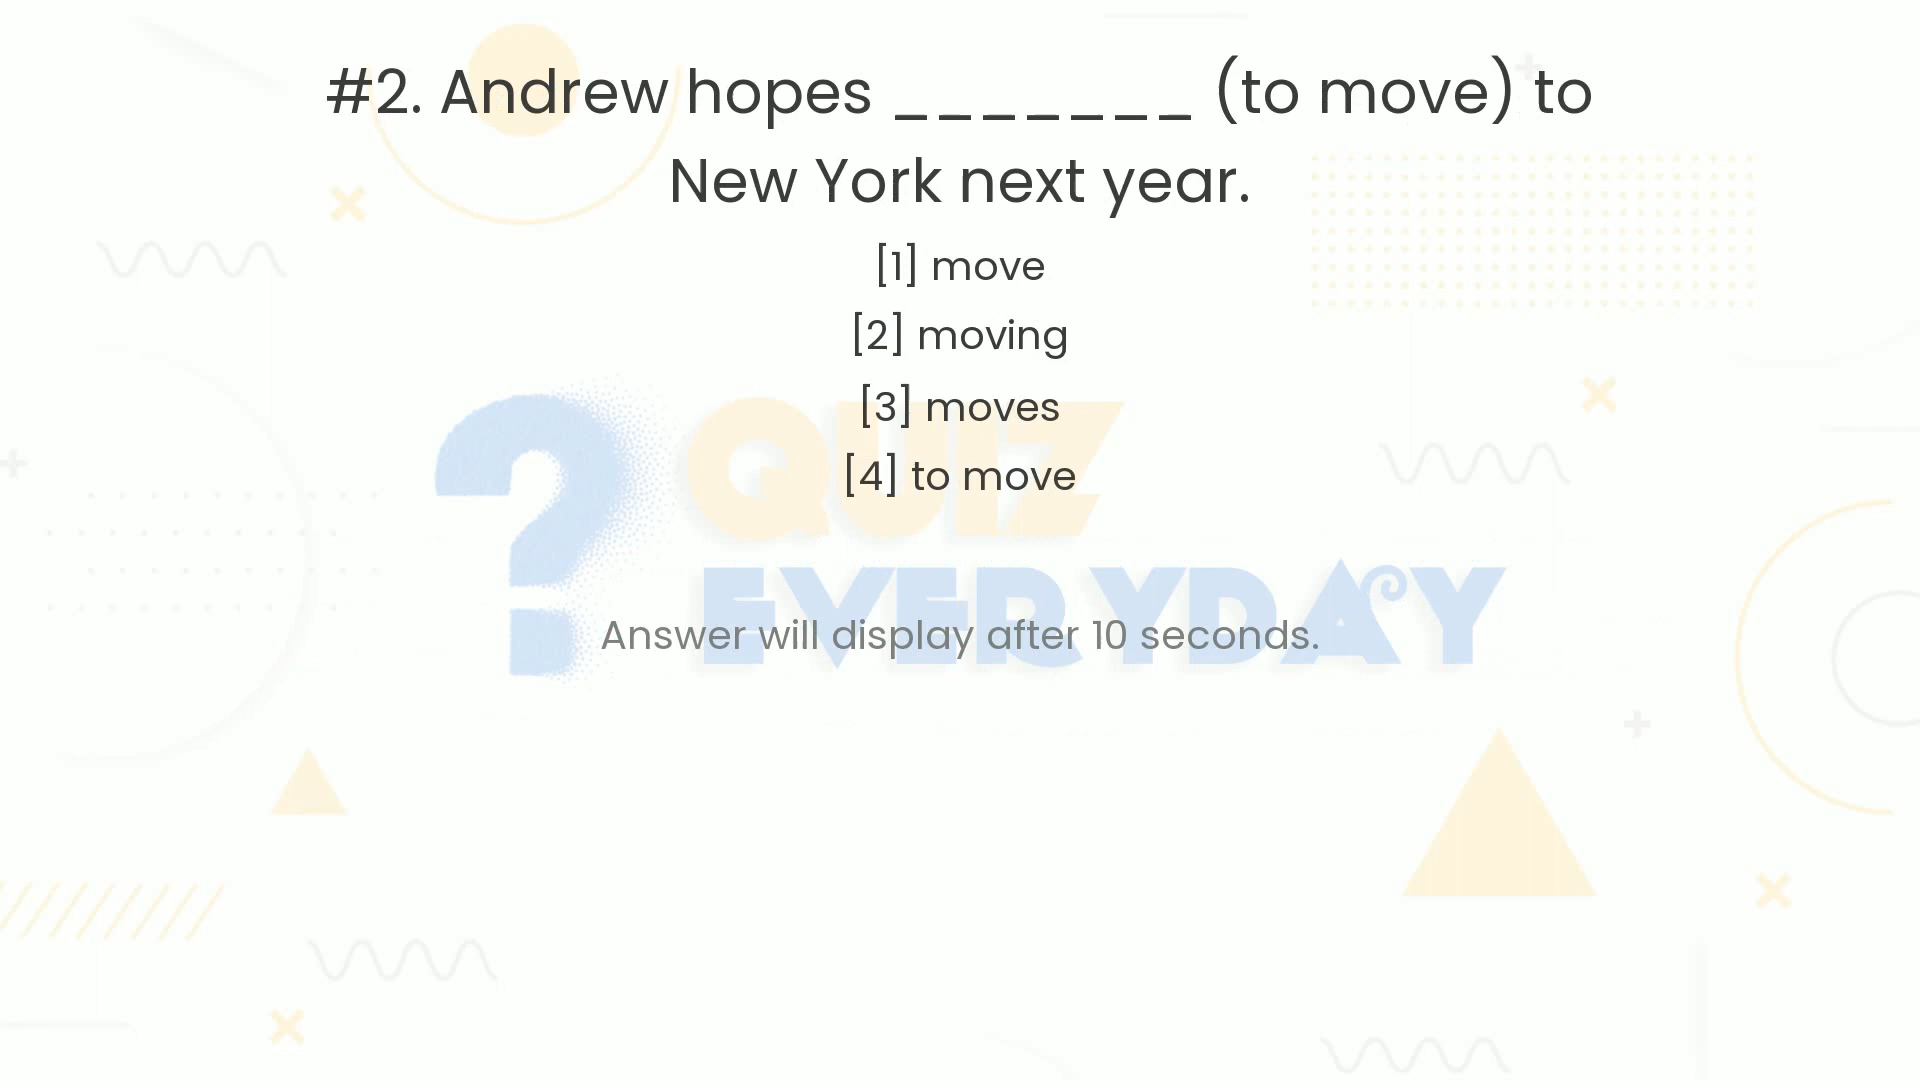 #2. Andrew hopes _______ (to move) to
New York next year.
[1] move
[2] moving
[3] moves
[4] to move
QUIZ
EVERYDAY
Answer will display after 10 seconds.